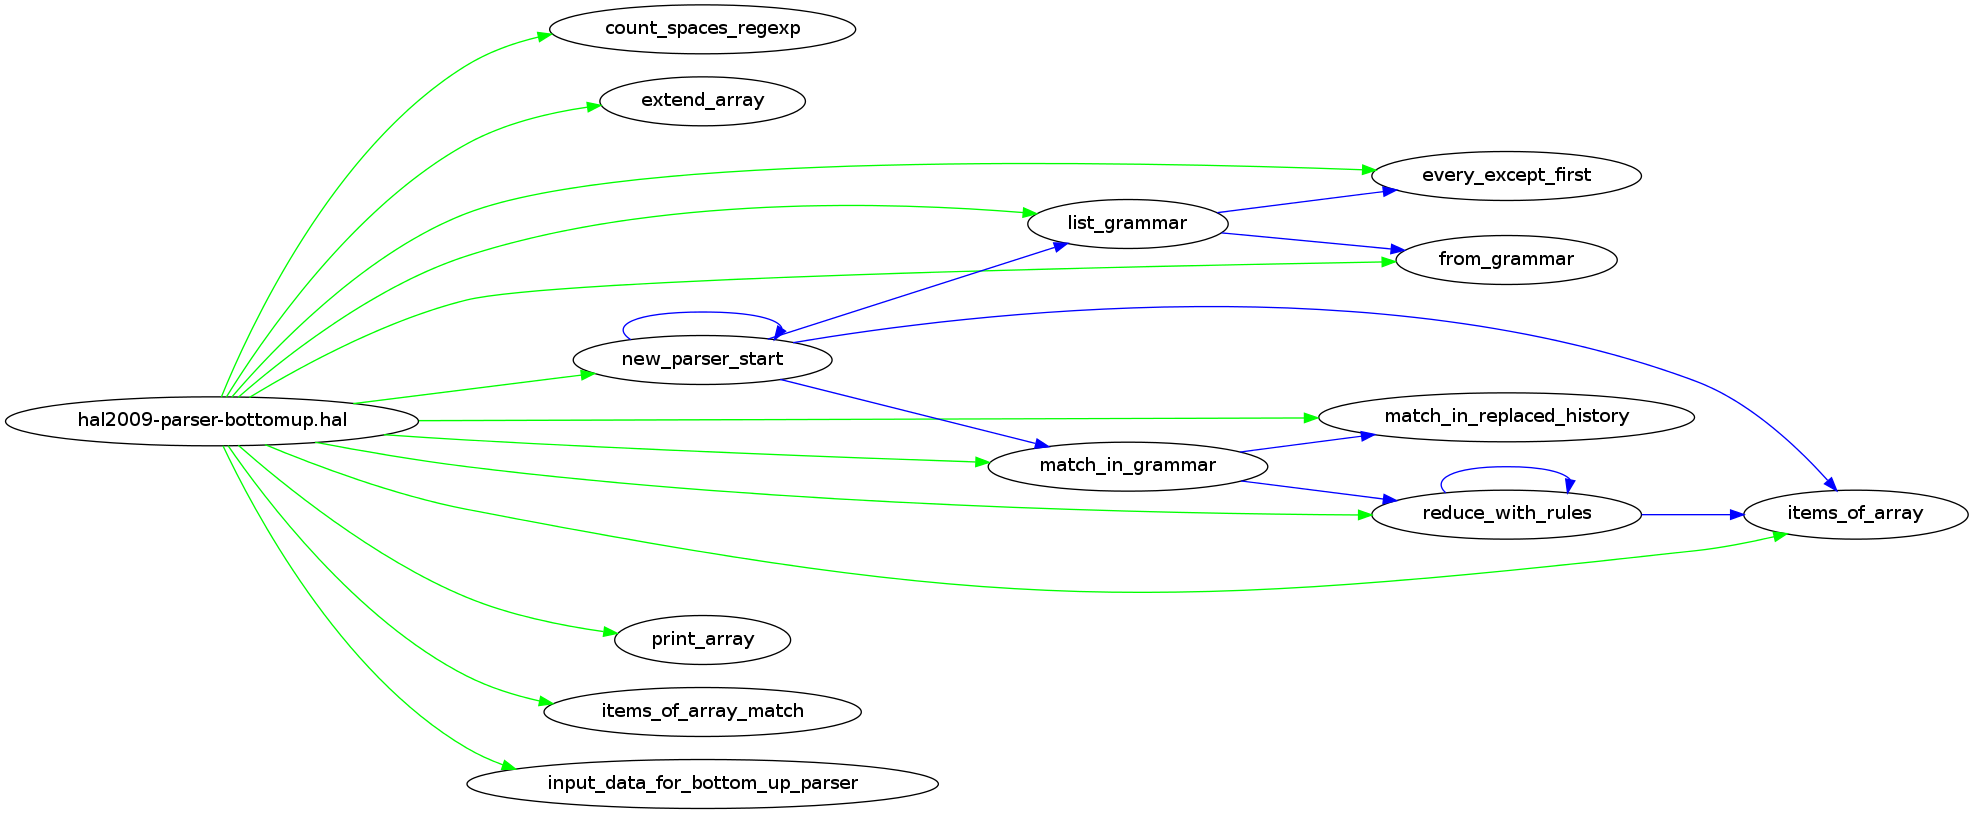 count_spaces_regexp
extend_array
every_except_first
list_grammar
from_grammar
new_parser_start
hal2009-parser-bottomup.hal
match_in_replaced_history
match_in_grammar
reduce_with_rules
items_of_array
print_array
items_of_array_match
input_data_for_bottom_up_parser